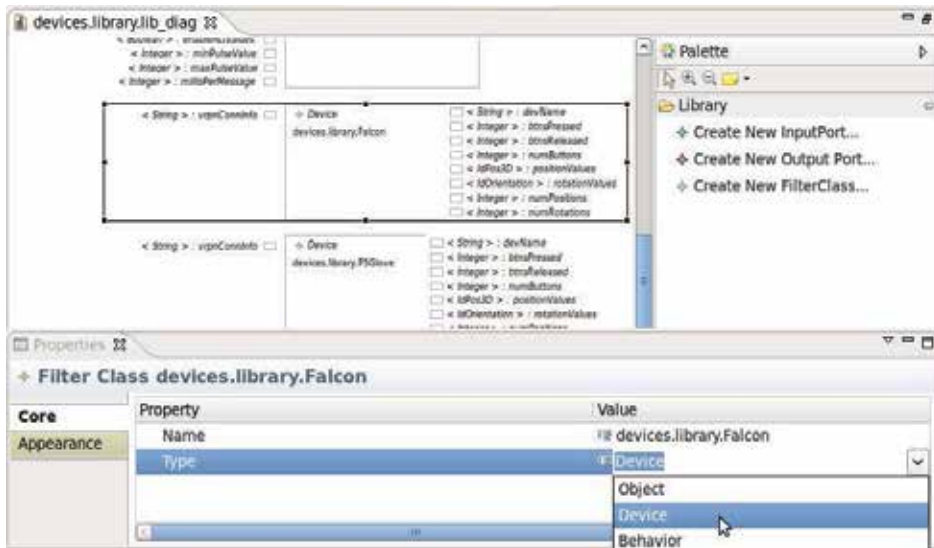 devices.library.lib_diag
< Integer > : minPulseValue
< Integer > : maxPulseValue
< Integer > : millisPerMessage
< String > : vrpnConnInfo
Device
devices.library.Falcon
< String > : devName
< Integer > : btnsPressed
< Integer > : btnsReleased
< Integer > : numButtons
< IdPos3D > : positionValues
< IdOrientation > : rotationValues
< Integer > : numPositions
< Integer > : numRotations
< String > : vrpnConnInfo
Device
devices.library.P5Glove
< String > : devName
< Integer > : btnsPressed
< Integer > : btnsReleased
< Integer > : numButtons
< IdPos3D > : positionValues
< IdOrientation > : rotationValues
< Integer > : numPositions
Palette
Library
Create New InputPort...
Create New Output Port...
Create New FilterClass...
Properties
Filter Class devices.library.Falcon
Core
Appearance
Property Value
Name devices.library.Falcon
Type Device
Object
Device
Behavior